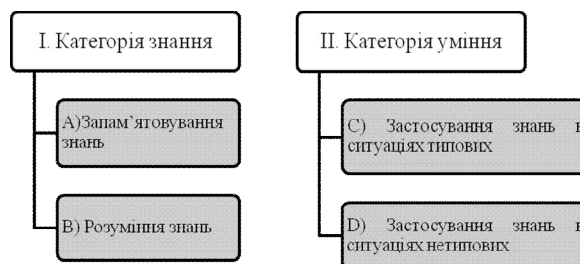 І. Категорія знання
А)Запам’ятовування
знань
В) Розуміння знань
ІІ. Категорія уміння
С) Застосування знань в
ситуаціях типових
D) Застосування знань в
ситуаціях нетипових